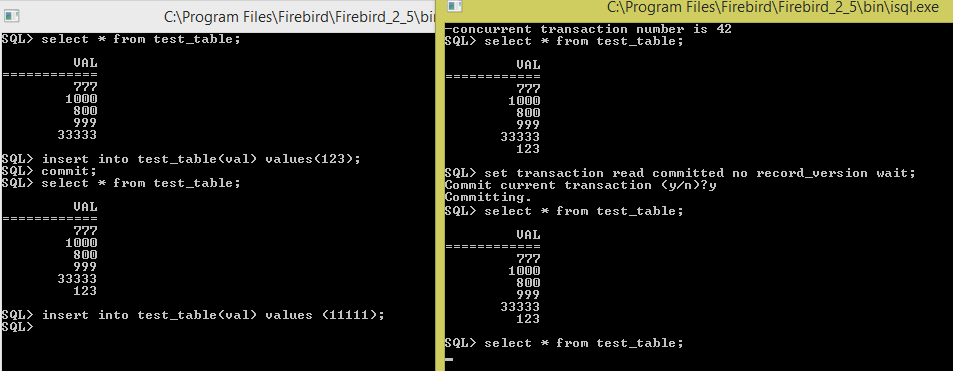 C:\Program Files\Firebird\Firebird_2_5\bin
SQL> select * from test_table;
VAL
============
777
1000
800
999
33333
SQL> insert into test_table(val) values(123);
SQL> commit;
SQL> select * from test_table;
VAL
============
777
1000
800
999
33333
123
SQL> insert into test_table(val) values (11111);
SQL>
C:\Program Files\Firebird\Firebird_2_5\bin\isql.exe
-concurrent transaction number is 42
SQL> select * from test_table;
VAL
============
777
1000
800
999
33333
123
SQL> set transaction read committed no record_version wait;
Commit current transaction (y/n)?y
Committing.
SQL> select * from test_table;
VAL
============
777
1000
800
999
33333
123
SQL> select * from test_table;